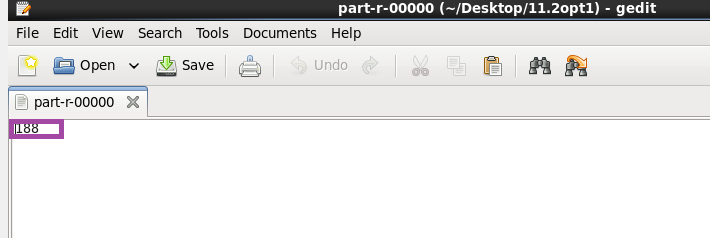 part-r-00000 (~/Desktop/11.2opt1) - gedit
File Edit View Search Tools Documents Help
Open Save Undo
part-r-00000
188